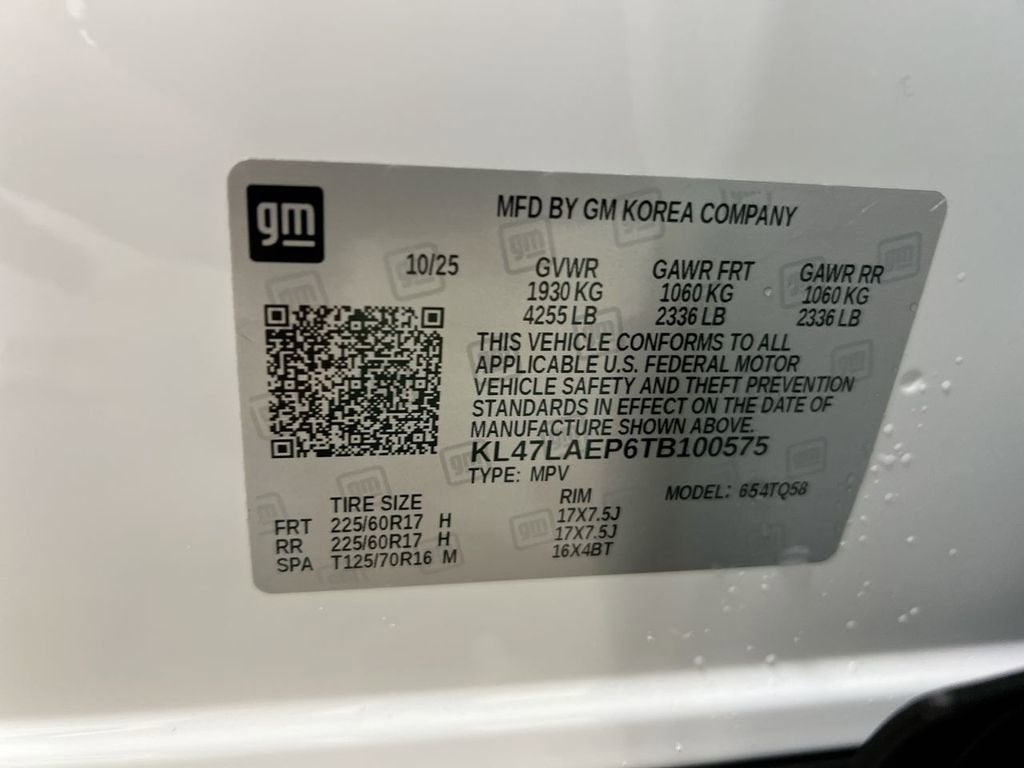 gm
MFD BY GM KOREA COMPANY
10/25 GVWR GAWR FRT GAWR RR
1930 KG 1060 KG 1060 KG
4255 LB 2336 LB 2336 LB
THIS VEHICLE CONFORMS TO ALL
APPLICABLE U.S. FEDERAL MOTOR
VEHICLE SAFETY AND THEFT PREVENTION
STANDARDS IN EFFECT ON THE DATE OF
MANUFACTURE SHOWN ABOVE.
KL47LAEP6TB100575
TYPE: MPV MODEL: 654TQ58
TIRE SIZE RIM
FRT 225/60R17 H 17X7.5J
RR 225/60R17 H 17X7.5J
SPA T125/70R16 M 16X4BT